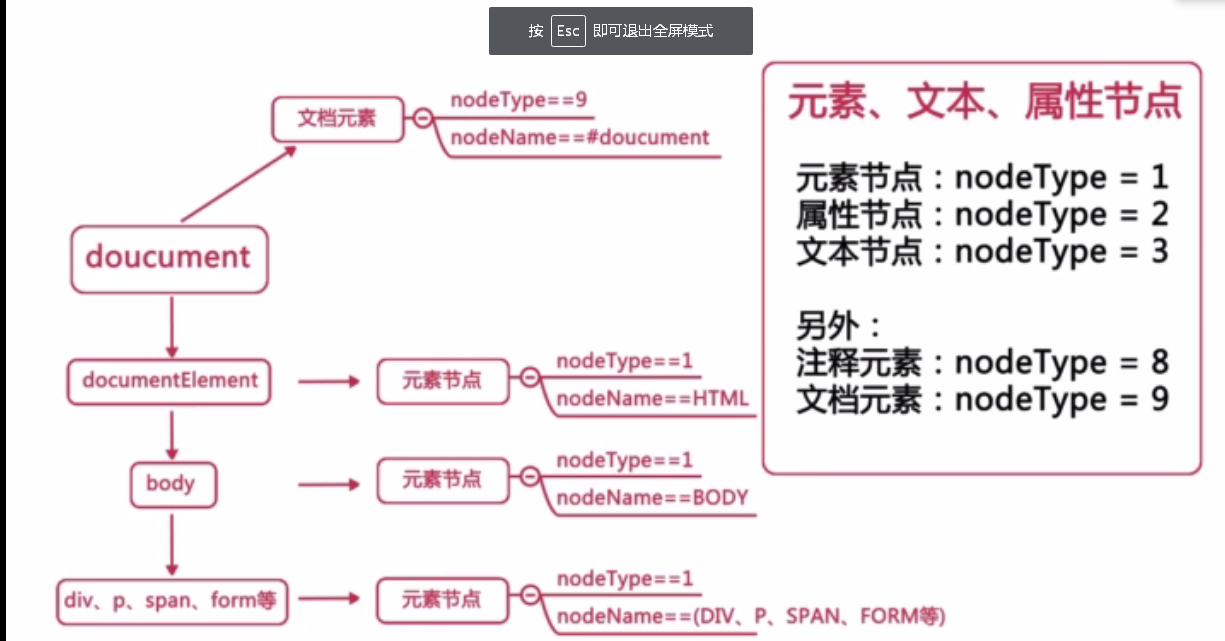 按 Esc 即可退出全屏模式
文档元素
nodeType==9
nodeName==#doucument
doucument
documentElement
元素节点
nodeType==1
nodeName==HTML
body
元素节点
nodeType==1
nodeName==BODY
div、p、span、form等
元素节点
nodeType==1
nodeName==(DIV、P、SPAN、FORM等)
元素、文本、属性节点
元素节点：nodeType = 1
属性节点：nodeType = 2
文本节点：nodeType = 3
另外：
注释元素：nodeType = 8
文档元素：nodeType = 9